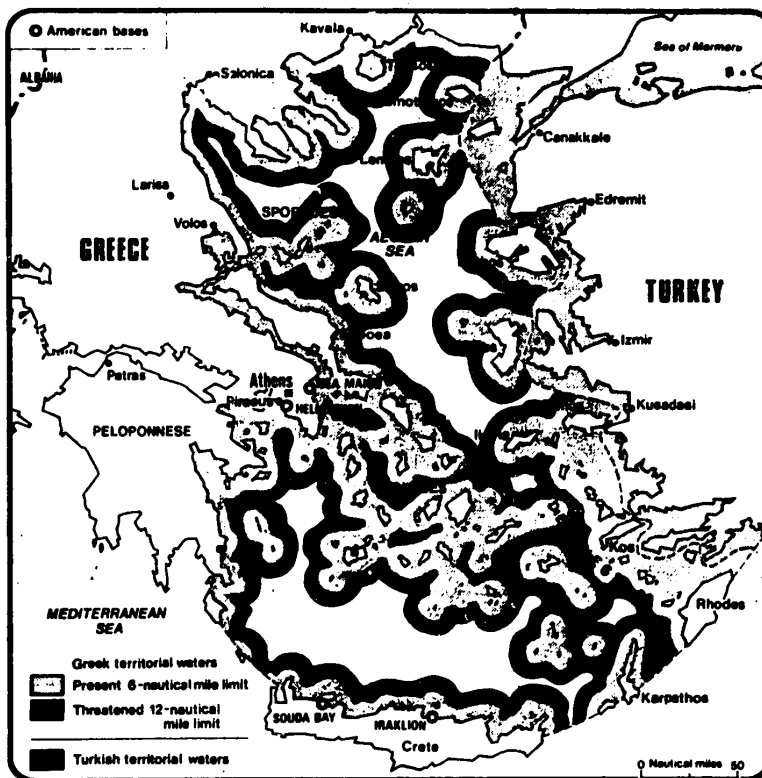 American bases
Kavala
Sea of Marmara
ALBANIA
Szlonica
Canakkale
Larisa
Edremit
Volos
GREECE
SEA
TURKEY
Izmir
Athens
Patras
Piraeus
Kusadasi
PELOPONNESE
Kos
Rhodes
MEDITERRANEAN
SEA
Greek territorial waters
Present 6-nautical mile limit
Threatened 12-nautical
mile limit
Karpathos
SOUDA BAY
IRAKLION
Crete
Turkish territorial waters
0 Nautical miles 50